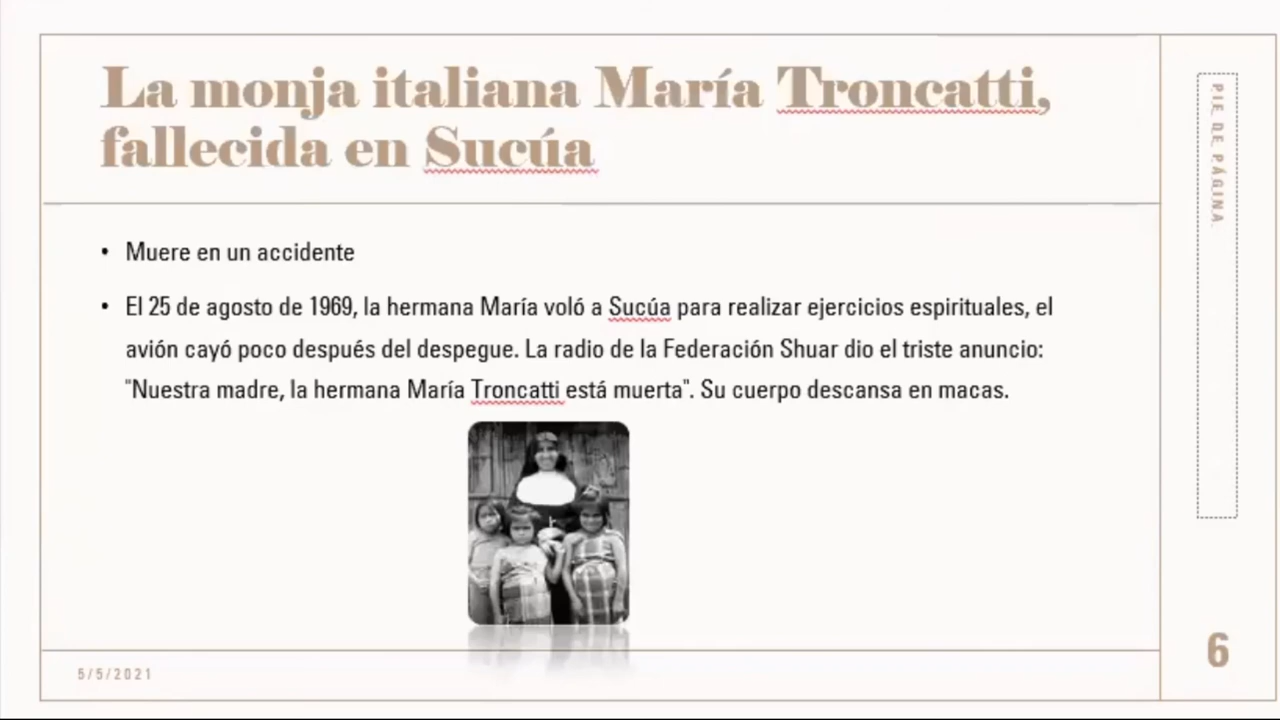 La monja italiana María Troncatti,
fallecida en Sucúa
• Muere en un accidente
• El 25 de agosto de 1969, la hermana María voló a Sucúa para realizar ejercicios espirituales, el
avión cayó poco después del despegue. La radio de la Federación Shuar dio el triste anuncio:
"Nuestra madre, la hermana María Troncatti está muerta". Su cuerpo descansa en macas.
PIE DE PÁGINA
5/5/2021
6